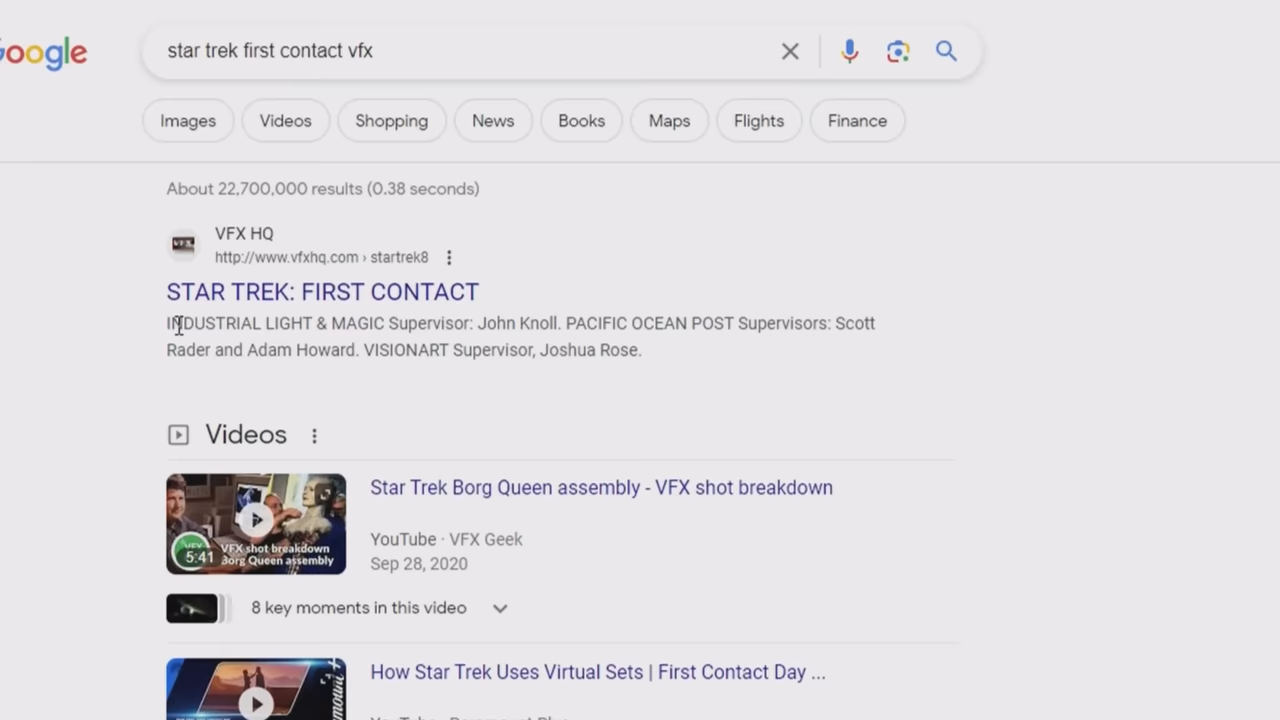 Google
star trek first contact vfx
Images Videos Shopping News Books Maps Flights Finance
About 22,700,000 results (0.38 seconds)
VFX HQ
http://www.vfxhq.com › startrek8
STAR TREK: FIRST CONTACT
INDUSTRIAL LIGHT & MAGIC Supervisor: John Knoll. PACIFIC OCEAN POST Supervisors: Scott
Rader and Adam Howard. VISIONART Supervisor, Joshua Rose.
Videos
Star Trek Borg Queen assembly - VFX shot breakdown
VFX shot breakdown
Borg Queen assembly
5:41
YouTube · VFX Geek
Sep 28, 2020
8 key moments in this video
How Star Trek Uses Virtual Sets | First Contact Day ...